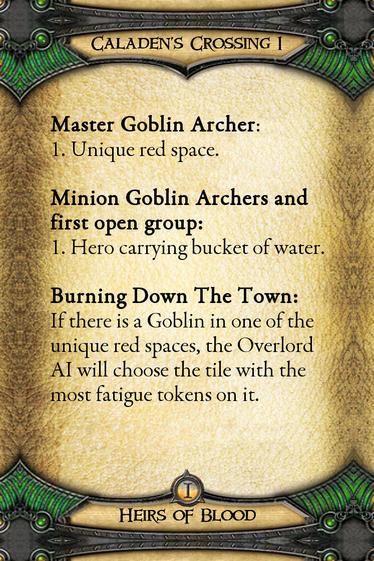 Caladen's Crossing I
Master Goblin Archer:
1. Unique red space.
Minion Goblin Archers and
first open group:
1. Hero carrying bucket of water.
Burning Down The Town:
If there is a Goblin in one of the
unique red spaces, the Overlord
AI will choose the tile with the
most fatigue tokens on it.
I
Heirs of Blood